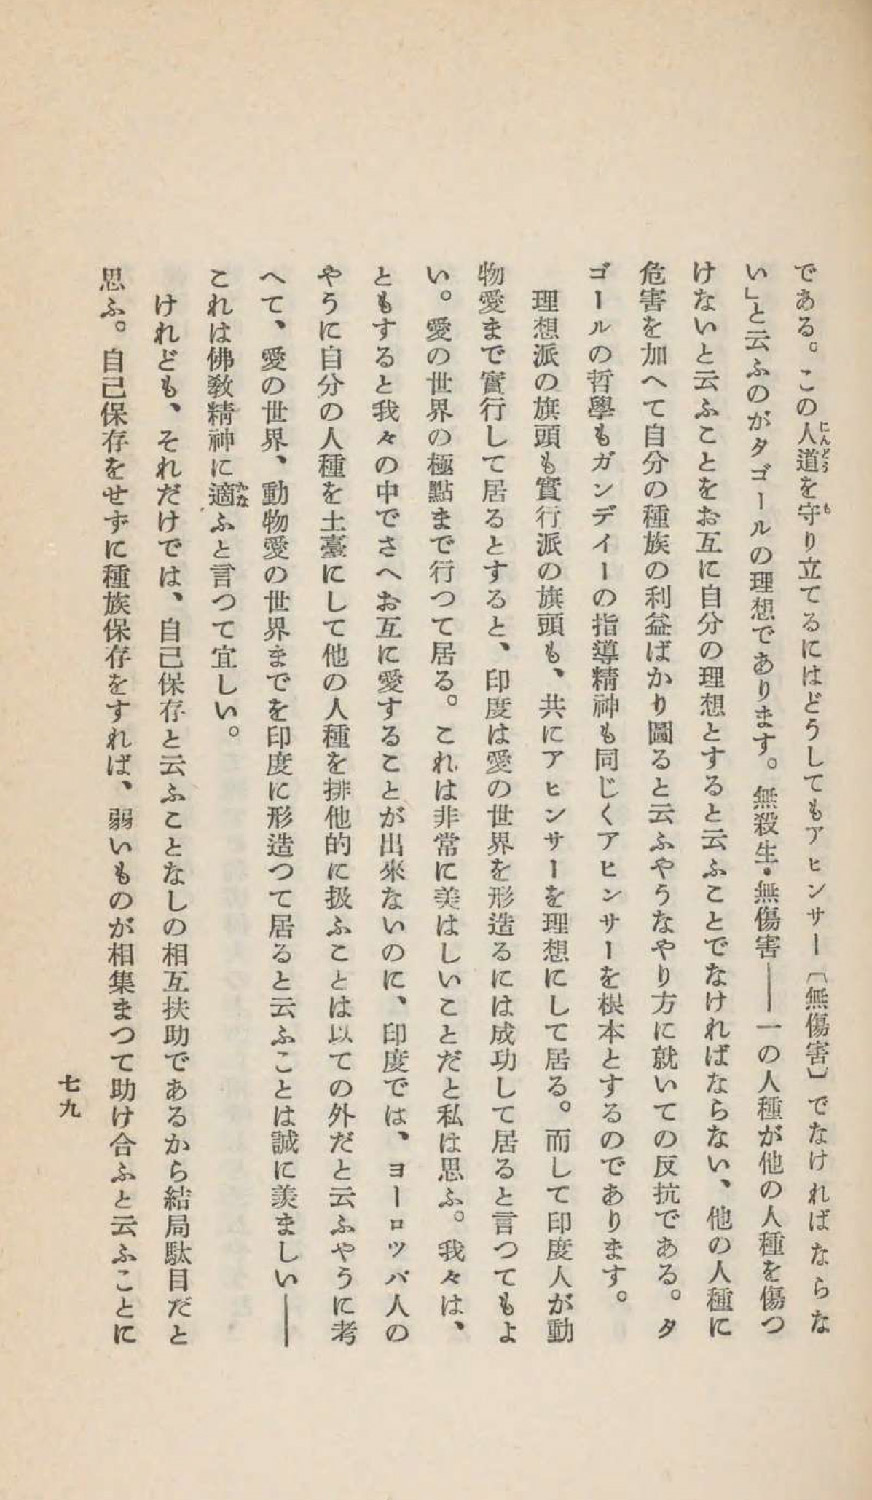 である。この人道を守り立てるにはどうしてもアヒンサー〔無傷害〕でなければならな
い」と云ふのがタゴールの理想であります。無殺生・無傷害――一の人種が他の人種を傷つ
けないと云ふことをお互に自分の理想とすると云ふことでなければならない、他の人種に
危害を加へて自分の種族の利益ばかり圖ると云ふやうなやり方に就いての反抗である。タ
ゴールの哲學もガンデイーの指導精神も同じくアヒンサーを根本とするのであります。
理想派の旗頭も實行派の旗頭も、共にアヒンサーを理想にして居る。而して印度人が動
物愛まで實行して居るとすると、印度は愛の世界を形造るには成功して居ると言つてもよ
い。愛の世界の極點まで行つて居る。これは非常に美はしいことだと私は思ふ。我々は、
ともすると我々の中でさへお互に愛することが出來ないのに、印度では、ヨーロツパ人の
やうに自分の人種を土臺にして他の人種を排他的に扱ふことは以ての外だと云ふやうに考
へて、愛の世界、動物愛の世界までを印度に形造つて居ると云ふことは誠に羨ましい――
これは佛敎精神に適ふと言つて宜しい。
けれども、それだけでは、自己保存と云ふことなしの相互扶助であるから結局駄目だと
思ふ。自己保存をせずに種族保存をすれば、弱いものが相集まつて助け合ふと云ふことに
七九